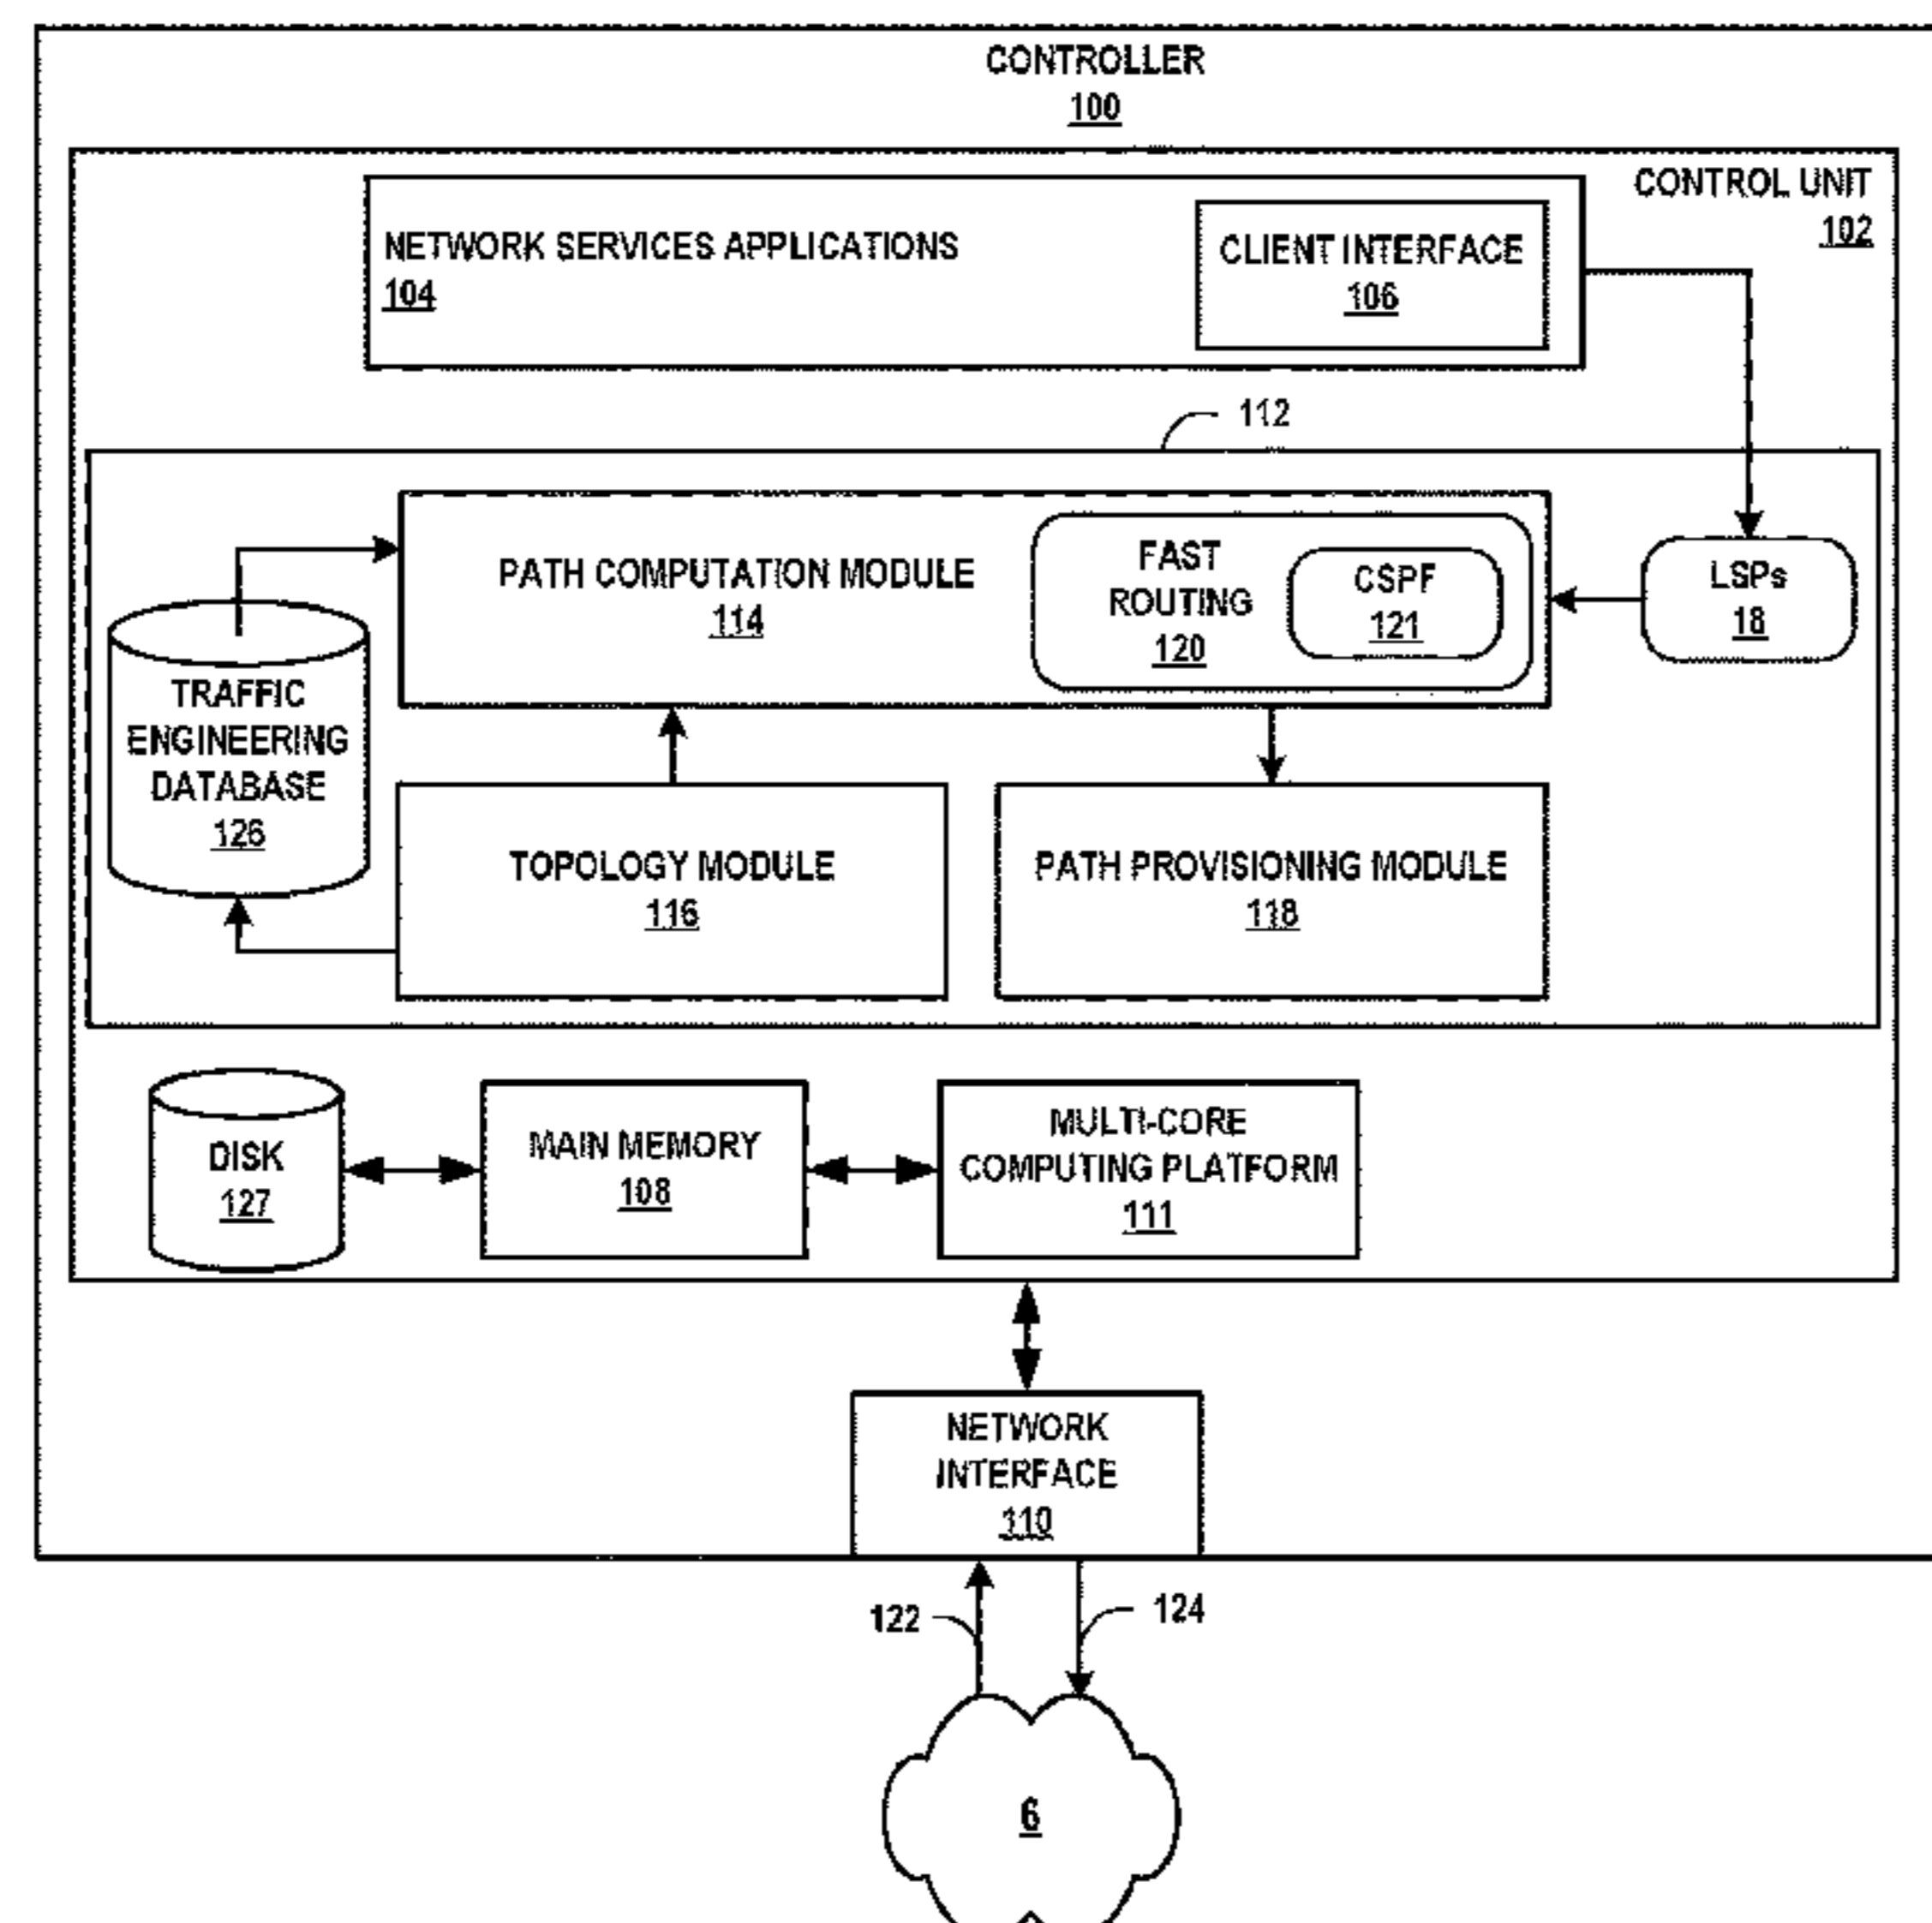 CONTROLLER
100
CONTROL UNIT
102
NETWORK SERVICES APPLICATIONS
104
CLIENT INTERFACE
106
112
PATH COMPUTATION MODULE
114
FAST
ROUTING
120
CSPF
121
LSPs
18
TRAFFIC
ENGINEERING
DATABASE
126
TOPOLOGY MODULE
116
PATH PROVISIONING MODULE
118
DISK
127
MAIN MEMORY
108
MULTI-CORE
COMPUTING PLATFORM
111
NETWORK
INTERFACE
110
122
124
6